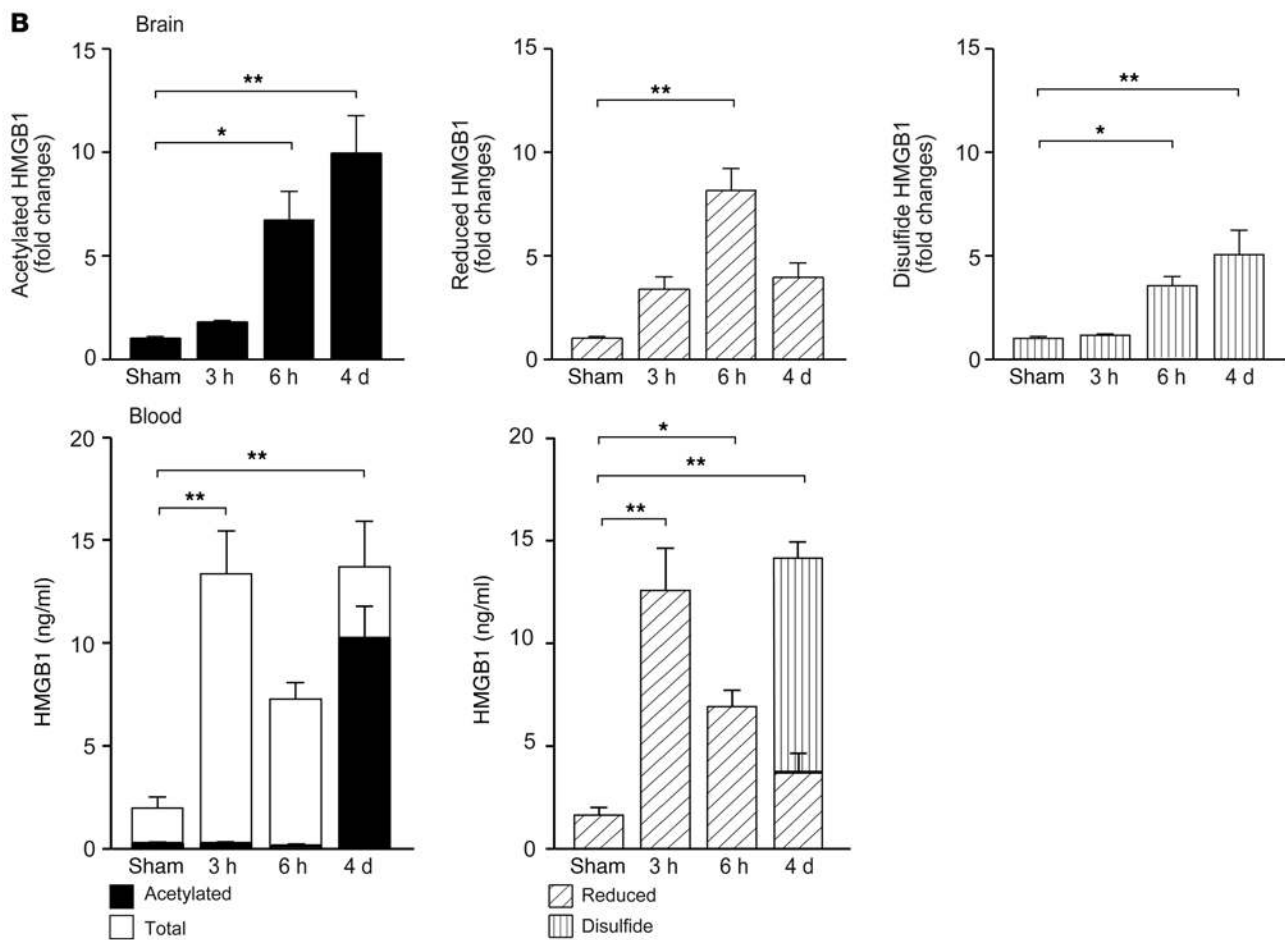 B
Brain
Acetylated HMGB1
(fold changes)
15
10
5
0
**
*
Sham 3 h 6 h 4 d
Reduced HMGB1
(fold changes)
15
10
5
0
**
Sham 3 h 6 h 4 d
Disulfide HMGB1
(fold changes)
15
10
5
0
**
*
Sham 3 h 6 h 4 d
Blood
HMGB1 (ng/ml)
20
15
10
5
0
**
**
Sham 3 h 6 h 4 d
Acetylated
Total
HMGB1 (ng/ml)
20
15
10
5
0
*
**
**
Sham 3 h 6 h 4 d
Reduced
Disulfide